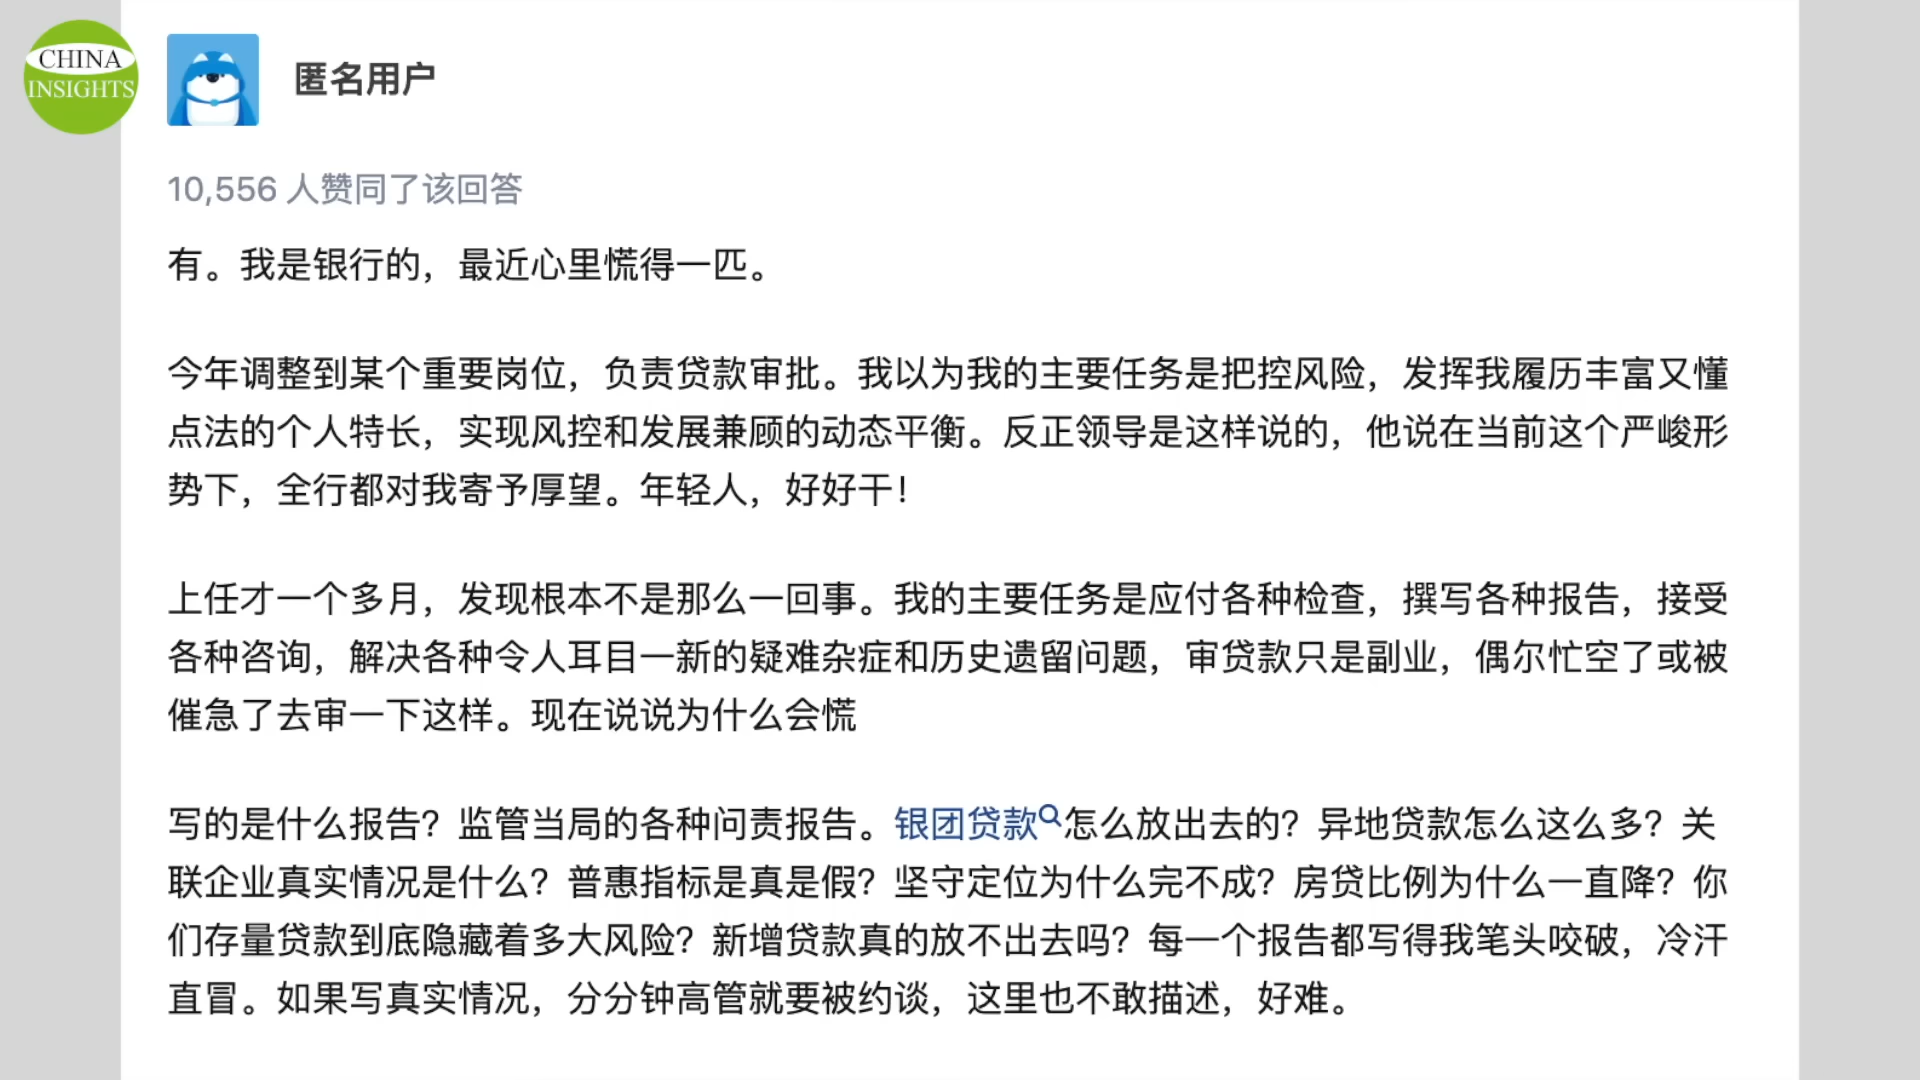 CHINA
INSIGHTS
匿名用户
10,556 人赞同了该回答
有。我是银行的，最近心里慌得一匹。
今年调整到某个重要岗位，负责贷款审批。我以为我的主要任务是把控风险，发挥我履历丰富又懂
点法的个人特长，实现风控和发展兼顾的动态平衡。反正领导是这样说的，他说在当前这个严峻形
势下，全行都对我寄予厚望。年轻人，好好干！
上任才一个多月，发现根本不是那么一回事。我的主要任务是应付各种检查，撰写各种报告，接受
各种咨询，解决各种令人耳目一新的疑难杂症和历史遗留问题，审贷款只是副业，偶尔忙空了或被
催急了去审一下这样。现在说说为什么会慌
写的是什么报告？监管当局的各种问责报告。银团贷款怎么放出去的？异地贷款怎么这么多？关
联企业真实情况是什么？普惠指标是真是假？坚守定位为什么完不成？房贷比例为什么一直降？你
们存量贷款到底隐藏着多大风险？新增贷款真的放不出去吗？每一个报告都写得我笔头咬破，冷汗
直冒。如果写真实情况，分分钟高管就要被约谈，这里也不敢描述，好难。